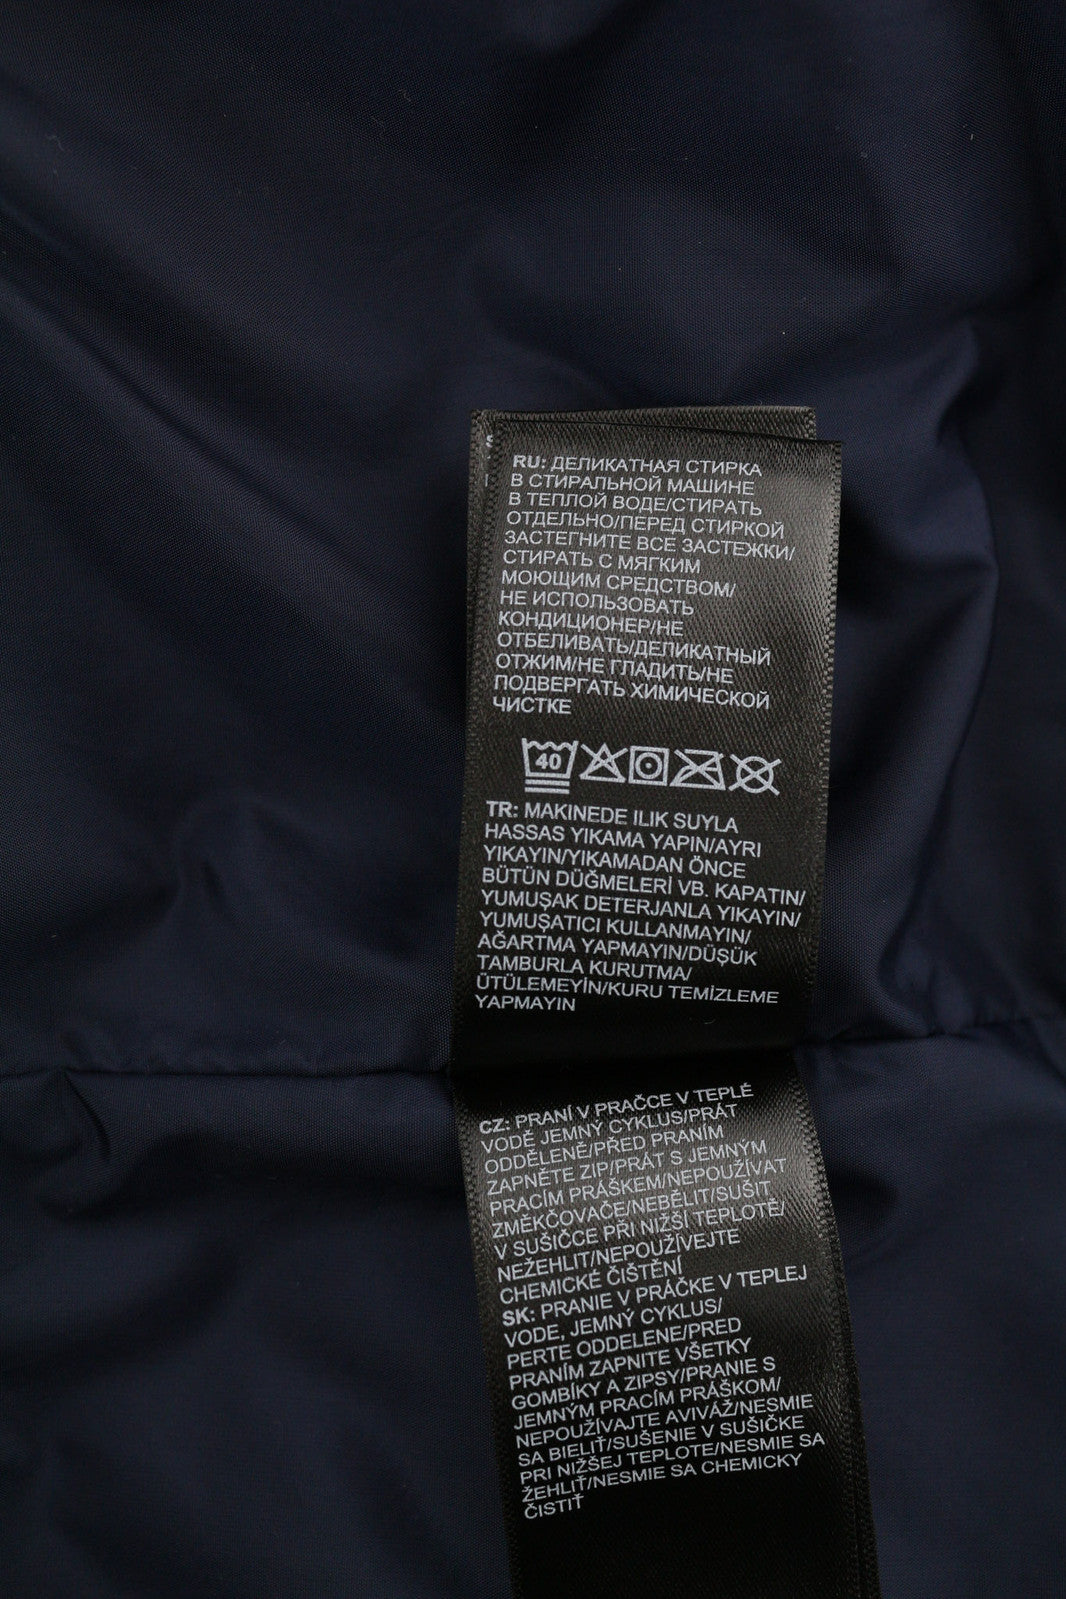 RU: ДЕЛИКАТНАЯ СТИРКА
В СТИРАЛЬНОЙ МАШИНЕ
В ТЕПЛОЙ ВОДЕ/СТИРАТЬ
ОТДЕЛЬНО/ПЕРЕД СТИРКОЙ
ЗАСТЕГНИТЕ ВСЕ ЗАСТЕЖКИ/
СТИРАТЬ С МЯГКИМ
МОЮЩИМ СРЕДСТВОМ/
НЕ ИСПОЛЬЗОВАТЬ
КОНДИЦИОНЕР/НЕ
ОТБЕЛИВАТЬ/ДЕЛИКАТНЫЙ
ОТЖИМ/НЕ ГЛАДИТЬ/НЕ
ПОДВЕРГАТЬ ХИМИЧЕСКОЙ
ЧИСТКЕ
40
TR: MAKINEDE ILIK SUYLA
HASSAS YIKAMA YAPIN/AYRI
YIKAYIN/YIKAMADAN ÖNCE
BÜTÜN DÜĞMELERİ VB. KAPATIN/
YUMUŞAK DETERJANLA YIKAYIN/
YUMUŞATICI KULLANMAYIN/
AĞARTMA YAPMAYIN/DÜŞÜK
TAMBURLA KURUTMA/
ÜTÜLEMEYİN/KURU TEMİZLEME
YAPMAYIN
CZ: PRANÍ V PRAČCE V TEPLÉ
VODĚ JEMNÝ CYKLUS/PRÁT
ODDĚLENĚ/PŘED PRANÍM
ZAPNĚTE ZIP/PRÁT S JEMNÝM
PRACÍM PRÁŠKEM/NEPOUŽÍVAT
ZMĚKČOVAČE/NEBĚLIT/SUŠIT
V SUŠIČCE PŘI NIŽŠÍ TEPLOTĚ/
NEŽEHLIT/NEPOUŽÍVEJTE
CHEMICKÉ ČIŠTĚNÍ
SK: PRANIE V PRÁČKE V TEPLEJ
VODE, JEMNÝ CYKLUS/
PERTE ODDELENE/PRED
PRANÍM ZAPNITE VŠETKY
GOMBÍKY A ZIPSY/PRANIE S
JEMNÝM PRACÍM PRÁŠKOM/
NEPOUŽÍVAJTE AVIVÁŽ/NESMIE
SA BIELIŤ/SUŠENIE V SUŠIČKE
PRI NIŽŠEJ TEPLOTE/NESMIE SA
ŽEHLIŤ/NESMIE SA CHEMICKY
ČISTIŤ